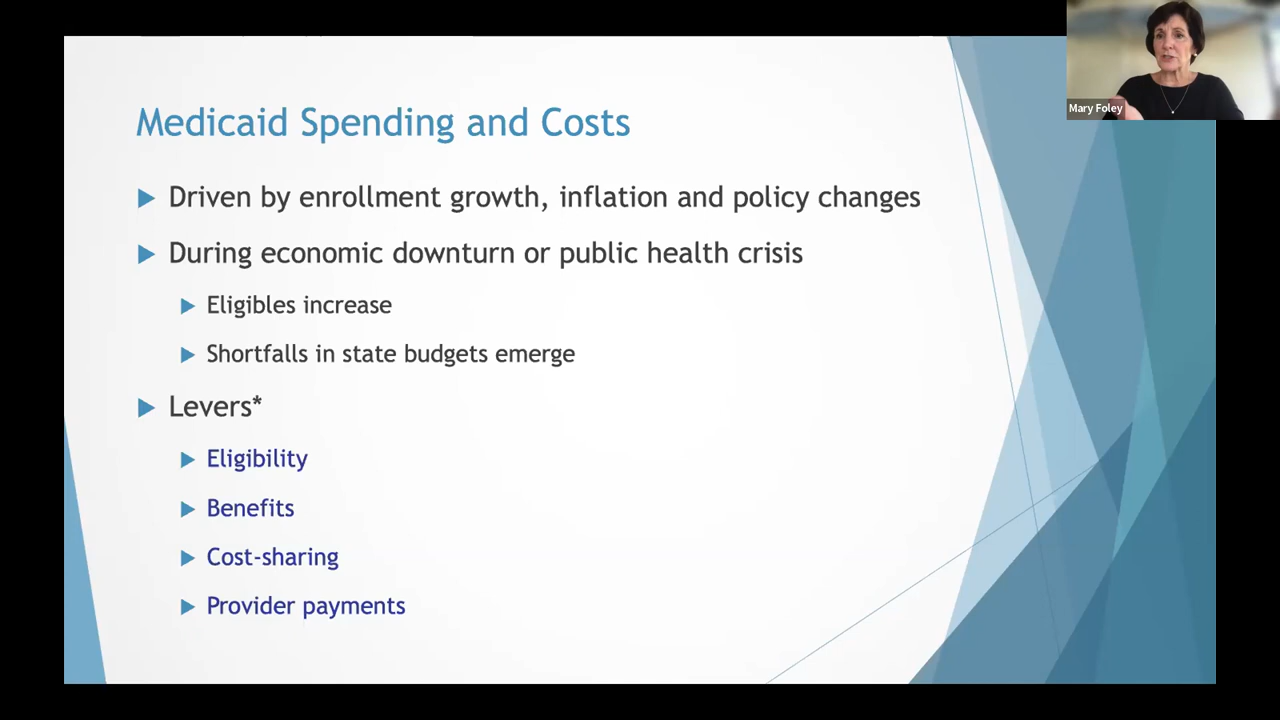 Mary Foley
Medicaid Spending and Costs
Driven by enrollment growth, inflation and policy changes
During economic downturn or public health crisis
Eligibles increase
Shortfalls in state budgets emerge
Levers*
Eligibility
Benefits
Cost-sharing
Provider payments